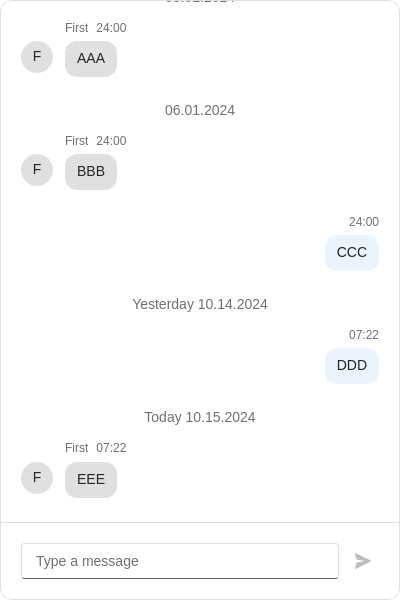 First 24:00
F
AAA
06.01.2024
First 24:00
F
BBB
24:00
CCC
Yesterday 10.14.2024
07:22
DDD
Today 10.15.2024
First 07:22
F
EEE
Type a message